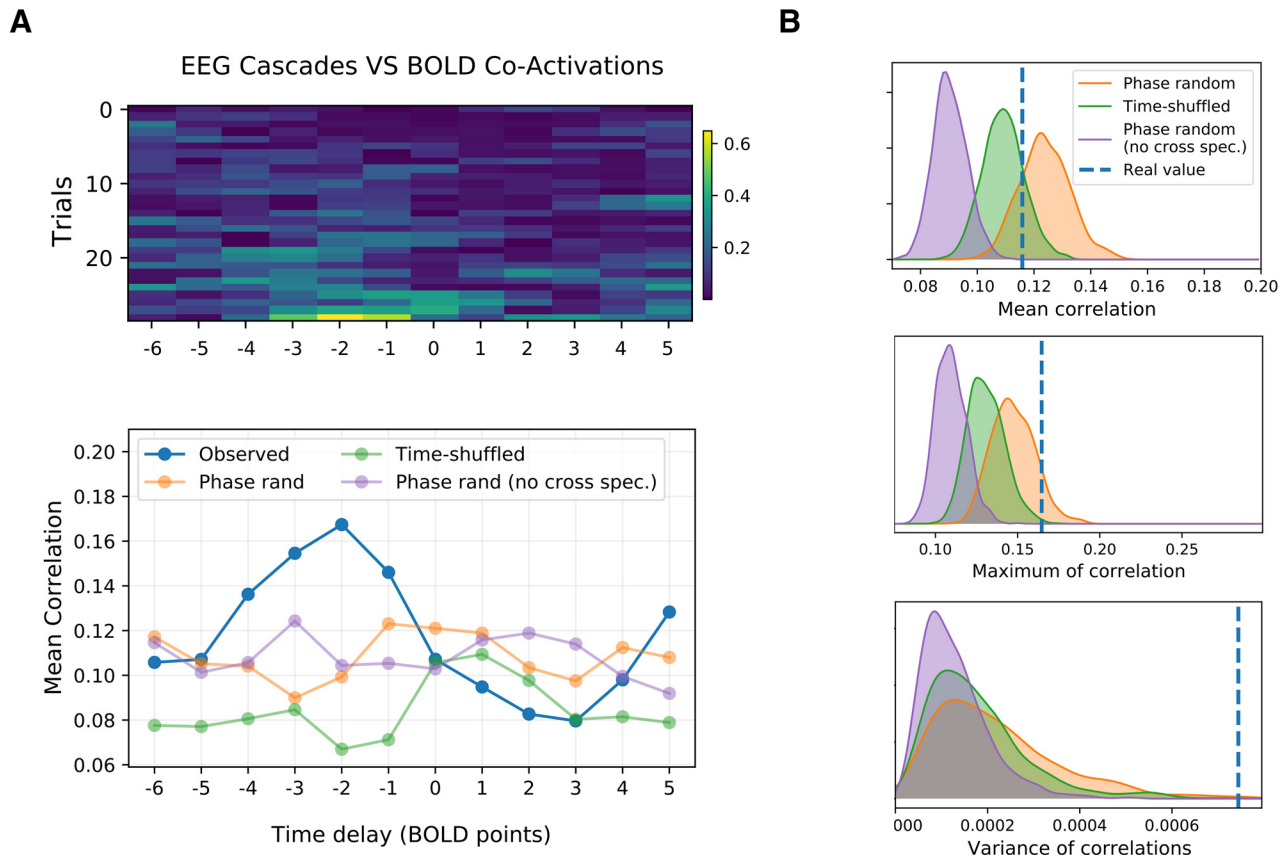 A
EEG Cascades VS BOLD Co-Activations
0
10
20
Trials
0.6
0.4
0.2
-6 -5 -4 -3 -2 -1 0 1 2 3 4 5
Observed
Phase rand
Time-shuffled
Phase rand (no cross spec.)
0.20
0.18
0.16
0.14
0.12
0.10
0.08
0.06
Mean Correlation
-6 -5 -4 -3 -2 -1 0 1 2 3 4 5
Time delay (BOLD points)
B
Phase random
Time-shuffled
Phase random
(no cross spec.)
Real value
0.08 0.10 0.12 0.14 0.16 0.18 0.20
Mean correlation
0.10 0.15 0.20 0.25
Maximum of correlation
000 0.0002 0.0004 0.0006
Variance of correlations